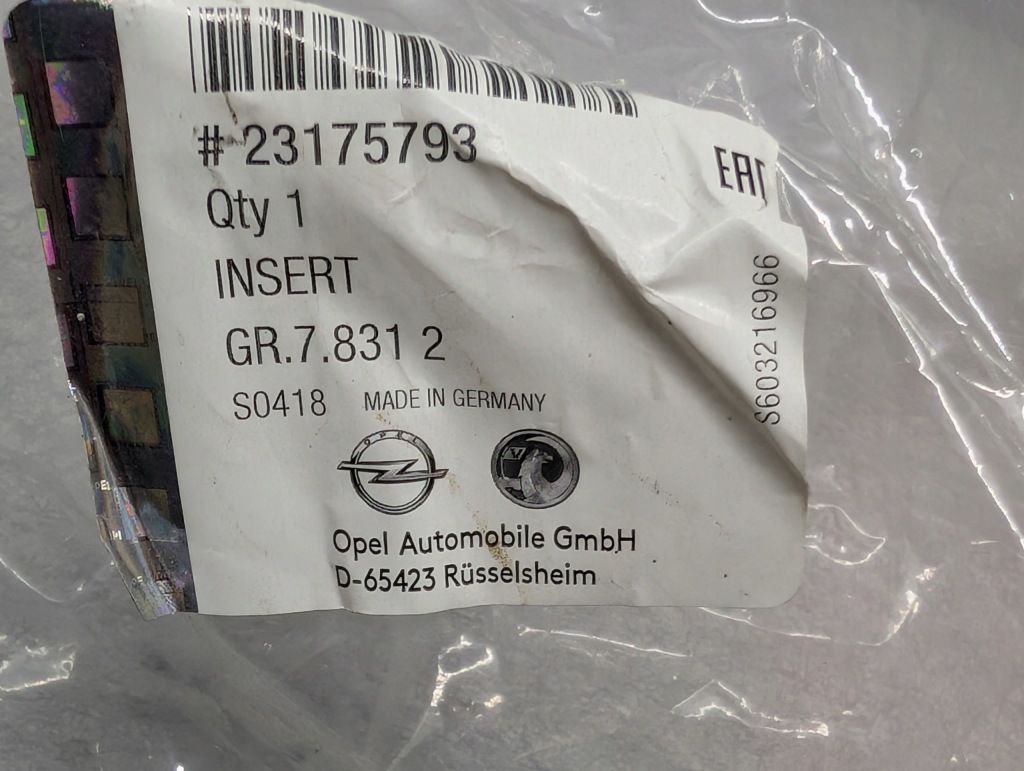 # 23175793
EAC
Qty 1
INSERT
GR.7.831 2
S0418 MADE IN GERMANY
S603216966
OPEL
V
Opel Automobile GmbH
D-65423 Rüsselsheim